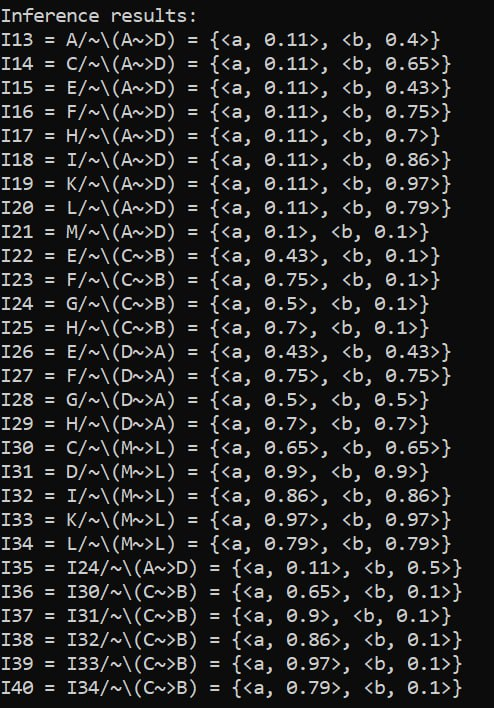 Inference results:
I13 = A/~\(A~>D) = {<a, 0.11>, <b, 0.4>}
I14 = C/~\(A~>D) = {<a, 0.11>, <b, 0.65>}
I15 = E/~\(A~>D) = {<a, 0.11>, <b, 0.43>}
I16 = F/~\(A~>D) = {<a, 0.11>, <b, 0.75>}
I17 = H/~\(A~>D) = {<a, 0.11>, <b, 0.7>}
I18 = I/~\(A~>D) = {<a, 0.11>, <b, 0.86>}
I19 = K/~\(A~>D) = {<a, 0.11>, <b, 0.97>}
I20 = L/~\(A~>D) = {<a, 0.11>, <b, 0.79>}
I21 = M/~\(A~>D) = {<a, 0.1>, <b, 0.1>}
I22 = E/~\(C~>B) = {<a, 0.43>, <b, 0.1>}
I23 = F/~\(C~>B) = {<a, 0.75>, <b, 0.1>}
I24 = G/~\(C~>B) = {<a, 0.5>, <b, 0.1>}
I25 = H/~\(C~>B) = {<a, 0.7>, <b, 0.1>}
I26 = E/~\(D~>A) = {<a, 0.43>, <b, 0.43>}
I27 = F/~\(D~>A) = {<a, 0.75>, <b, 0.75>}
I28 = G/~\(D~>A) = {<a, 0.5>, <b, 0.5>}
I29 = H/~\(D~>A) = {<a, 0.7>, <b, 0.7>}
I30 = C/~\(M~>L) = {<a, 0.65>, <b, 0.65>}
I31 = D/~\(M~>L) = {<a, 0.9>, <b, 0.9>}
I32 = I/~\(M~>L) = {<a, 0.86>, <b, 0.86>}
I33 = K/~\(M~>L) = {<a, 0.97>, <b, 0.97>}
I34 = L/~\(M~>L) = {<a, 0.79>, <b, 0.79>}
I35 = I24/~\(A~>D) = {<a, 0.11>, <b, 0.5>}
I36 = I30/~\(C~>B) = {<a, 0.65>, <b, 0.1>}
I37 = I31/~\(C~>B) = {<a, 0.9>, <b, 0.1>}
I38 = I32/~\(C~>B) = {<a, 0.86>, <b, 0.1>}
I39 = I33/~\(C~>B) = {<a, 0.97>, <b, 0.1>}
I40 = I34/~\(C~>B) = {<a, 0.79>, <b, 0.1>}